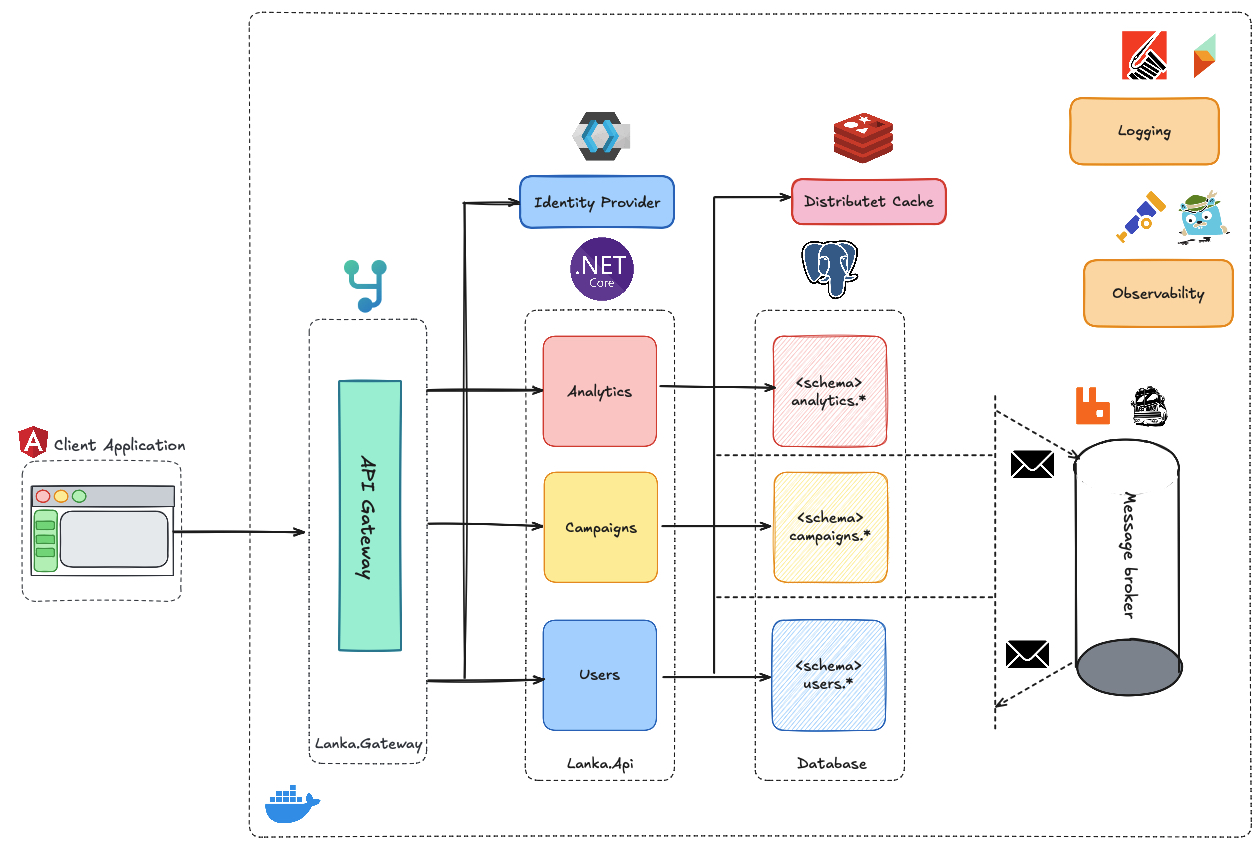 Logging
Identity Provider
Distributet Cache
.NET
Core
Observability
Analytics
<schema>
analytics.*
A
Client Application
API Gateway
Campaigns
<schema>
campaigns.*
Message broker
Users
<schema>
users.*
Lanka.Gateway
Lanka.Api
Database